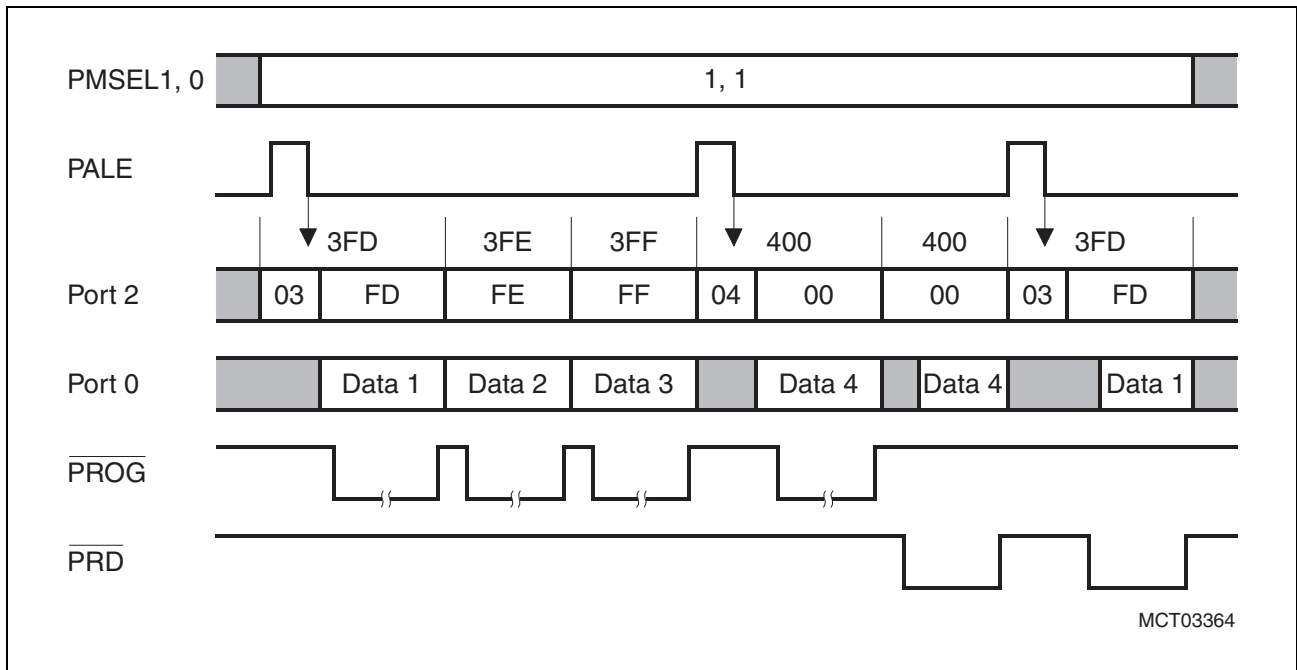 PMSEL1, 0
1, 1
PALE
3FD 3FE 3FF 400 400 3FD
Port 2
03 FD FE FF 04 00 00 03 FD
Port 0
Data 1 Data 2 Data 3 Data 4 Data 4 Data 1
PROG
PRD
MCT03364